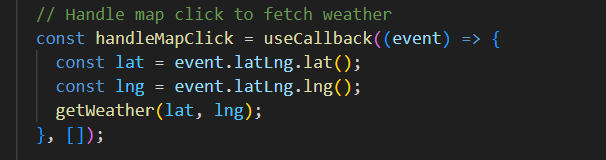 // Handle map click to fetch weather
const handleMapClick = useCallback((event) => {
const lat = event.latLng.lat();
const lng = event.latLng.lng();
getWeather(lat, lng);
}, []);